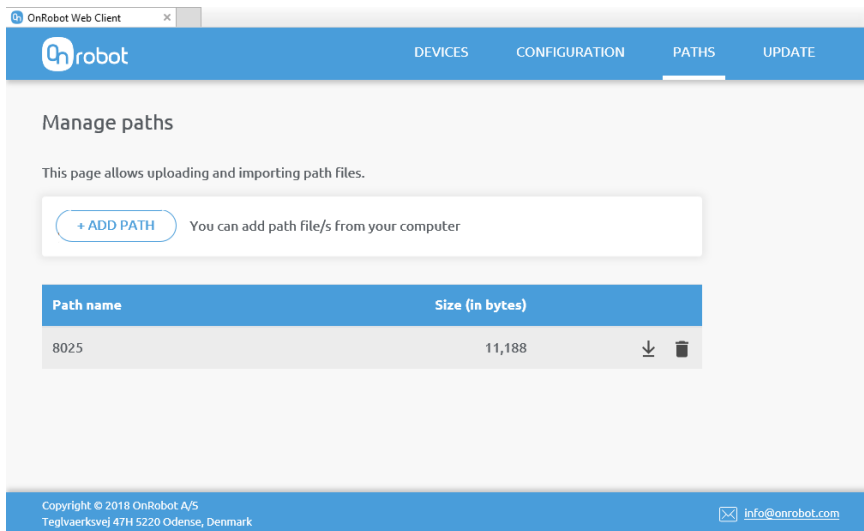 OnRobot Web Client
On robot
DEVICES CONFIGURATION PATHS UPDATE
Manage paths
This page allows uploading and importing path files.
+ ADD PATH You can add path file/s from your computer
Path name Size (in bytes)
8025 11,188
Copyright © 2018 OnRobot A/S
Teglvaerksvej 47H 5220 Odense, Denmark
info@onrobot.com